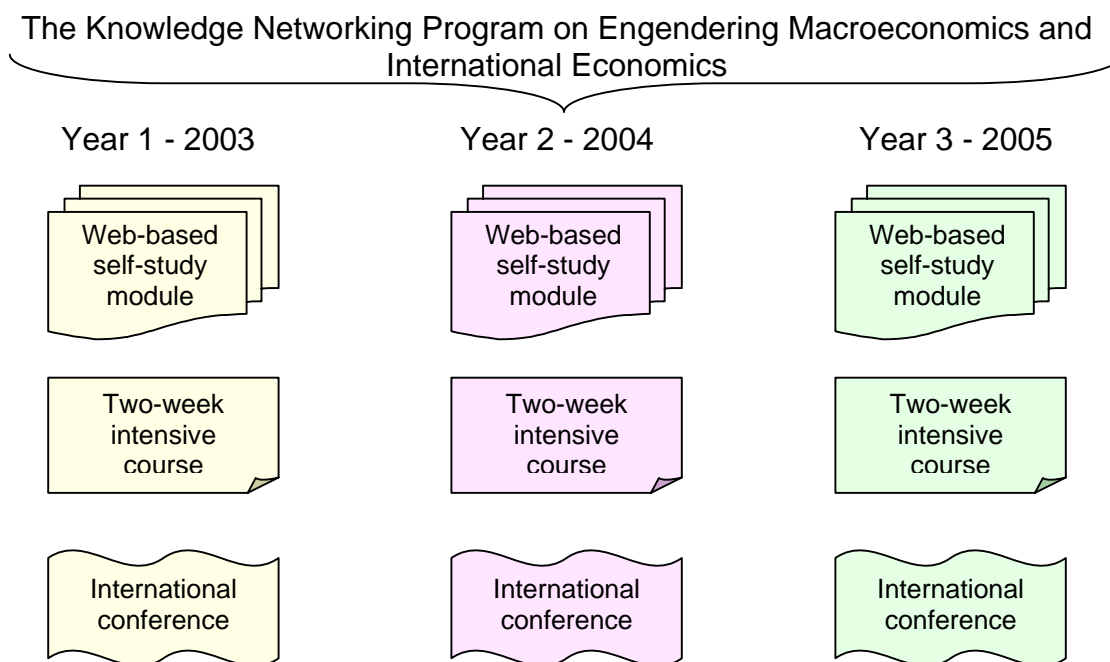 The Knowledge Networking Program on Engendering Macroeconomics and
International Economics
Year 1 - 2003
Year 2 - 2004
Year 3 - 2005
Web-based
self-study
module
Web-based
self-study
module
Web-based
self-study
module
Two-week
intensive
course
Two-week
intensive
course
Two-week
intensive
course
International
conference
International
conference
International
conference